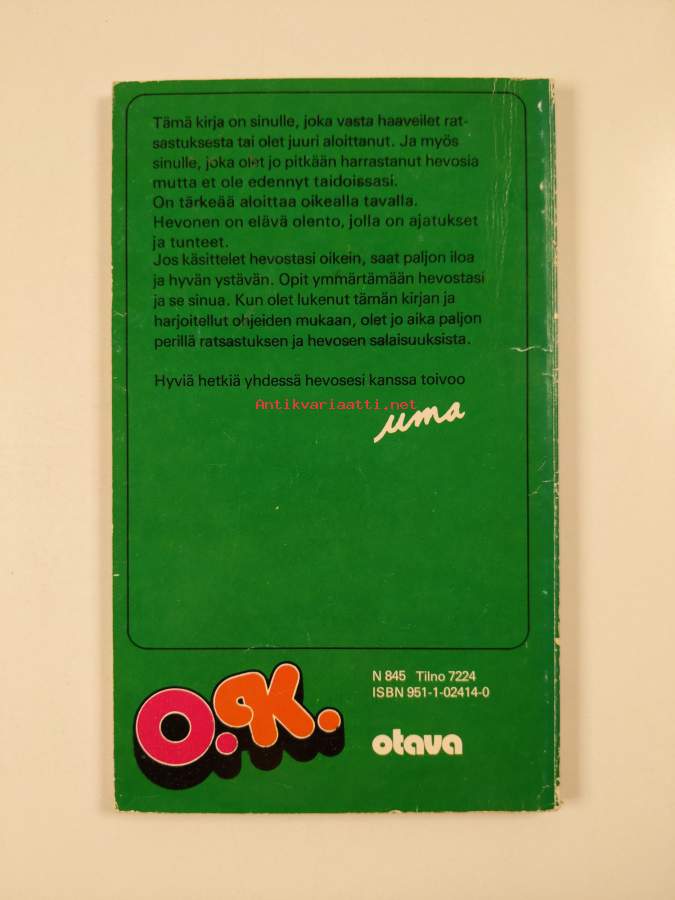 Tämä kirja on sinulle, joka vasta haaveilet rat-
sastuksesta tai olet juuri aloittanut. Ja myös
sinulle, joka olet jo pitkään harrastanut hevosia
mutta et ole edennyt taidoissasi.
On tärkeää aloittaa oikealla tavalla.
Hevonen on elävä olento, jolla on ajatukset
ja tunteet.
Jos käsittelet hevostasi oikein, saat paljon iloa
ja hyvän ystävän. Opit ymmärtämään hevostasi
ja se sinua. Kun olet lukenut tämän kirjan ja
harjoitellut ohjeiden mukaan, olet jo aika paljon
perillä ratsastuksen ja hevosen salaisuuksista.
Hyviä hetkiä yhdessä hevosesi kanssa toivoo
Antikvariaatti.net
uma
O.K.
N 845 Tilno 7224
ISBN 951-1-02414-0
otava